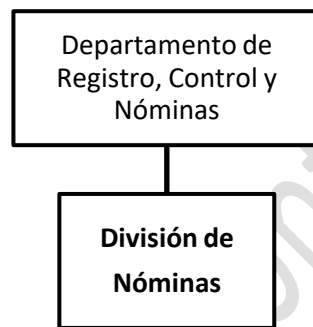 Departamento de
Registro, Control y
Nóminas
División de
Nóminas